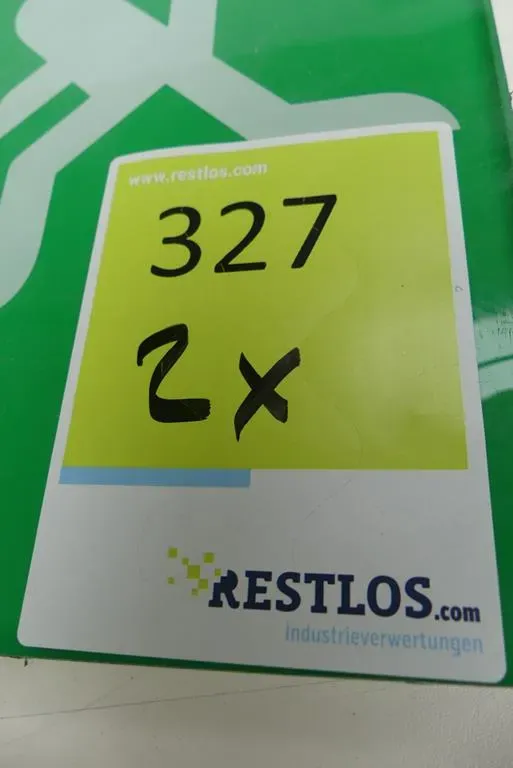 www.restlos.com
327
2x
RESTLOS.com
industrieverwertungen